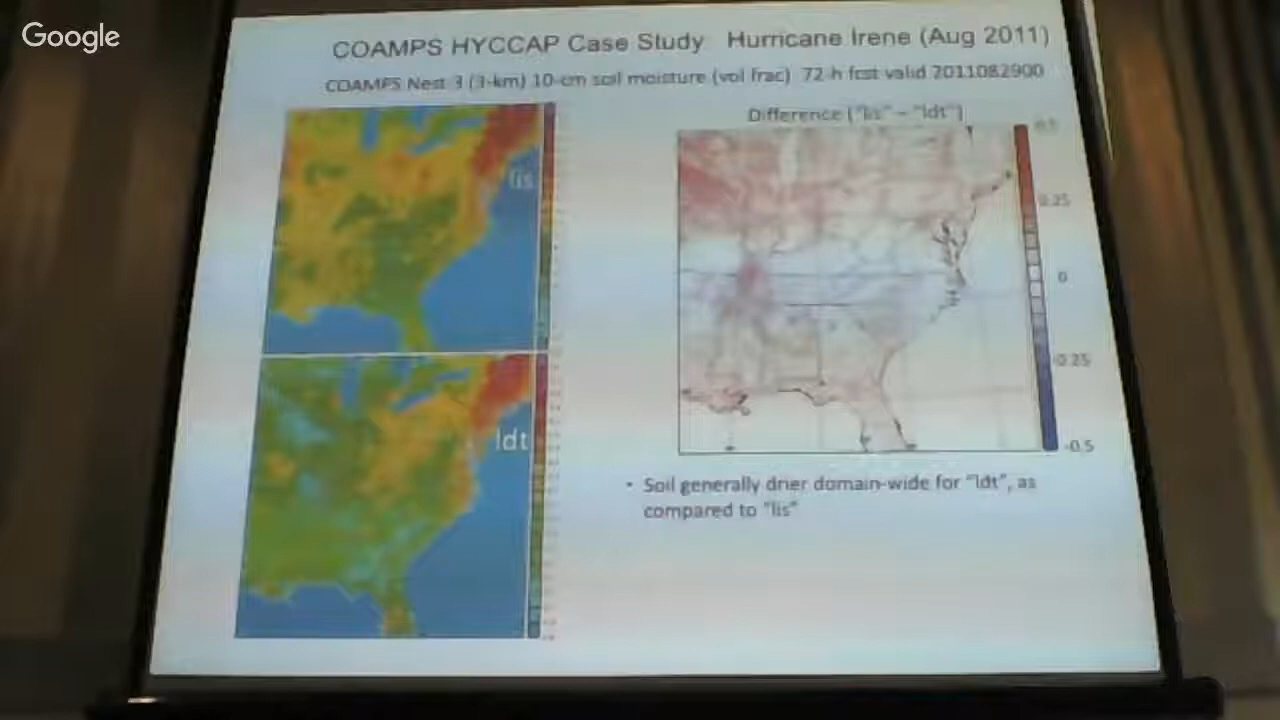 Google
COAMPS HYCCAP Case Study Hurricane Irene (Aug 2011)
COAMPS Nest 3 (3-km) 10-cm soil moisture (vol frac) 72-h fcst valid 2011082900
Difference ("lis" – "ldt")
lis
ldt
0.5
0.25
0
-0.25
-0.5
• Soil generally drier domain-wide for "ldt", as
compared to "lis"